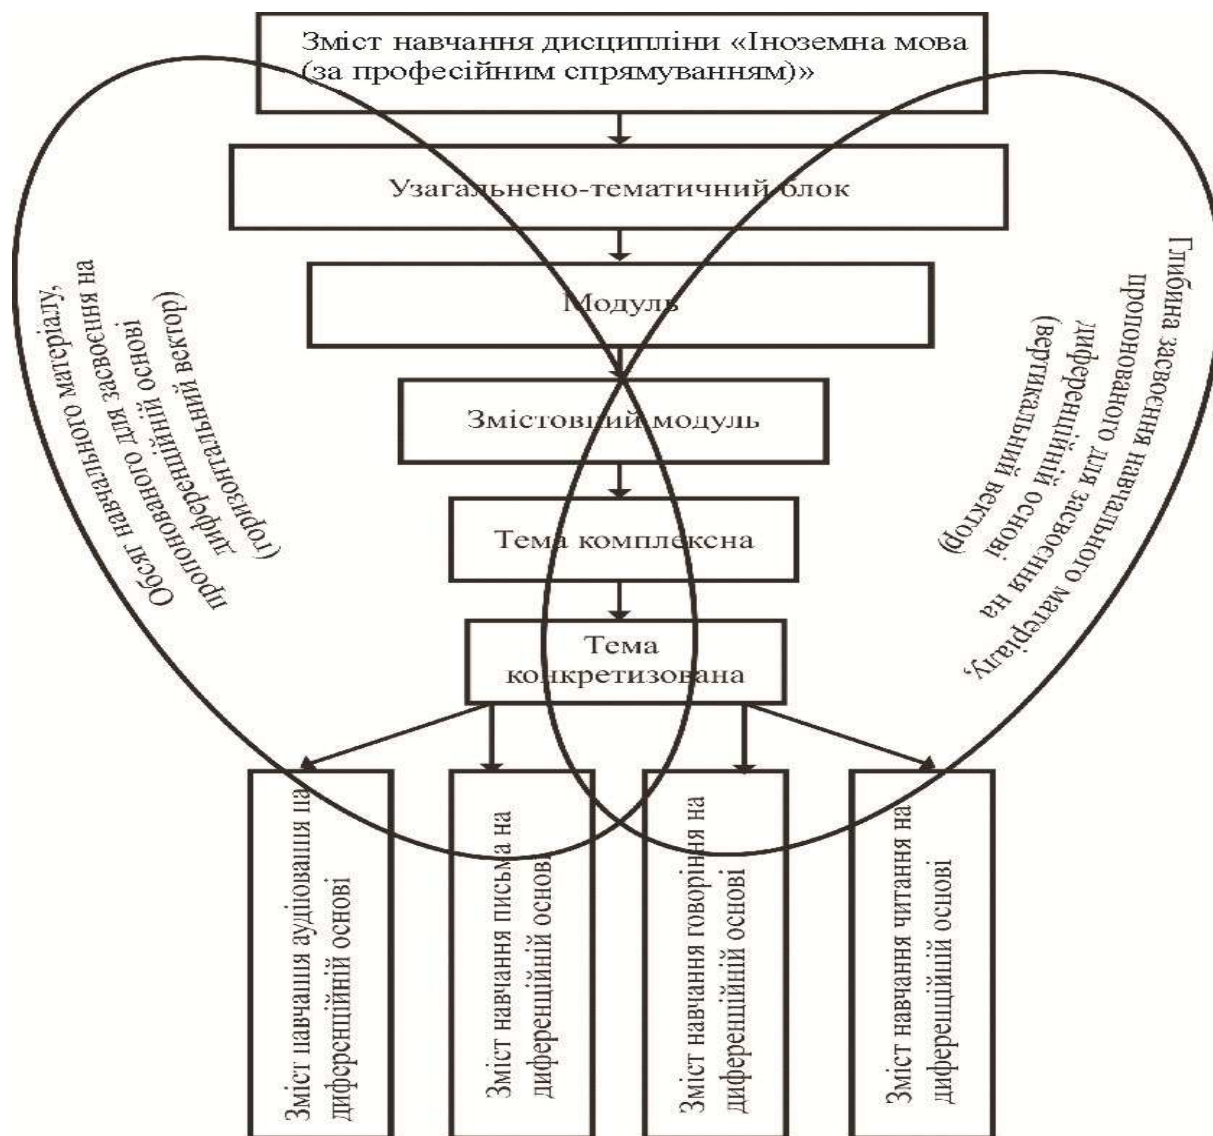 Зміст навчання дисципліни «Іноземна мова
(за професійним спрямуванням)»
Узагальнено-тематичний блок
Модуль
Змістовний модуль
Тема комплексна
Тема
конкретизована
Обсяг навчального матеріалу,
пропонованого для засвоєння на
диференційній основі
(горизонтальний вектор)
Глибина засвоєння навчального матеріалу,
пропонованого для засвоєння на
диференційній основі
(вертикальний вектор)
Зміст навчання аудіювання на
диференційній основі
Зміст навчання письма на
диференційній основі
Зміст навчання говоріння на
диференційній основі
Зміст навчання читання на
диференційній основі